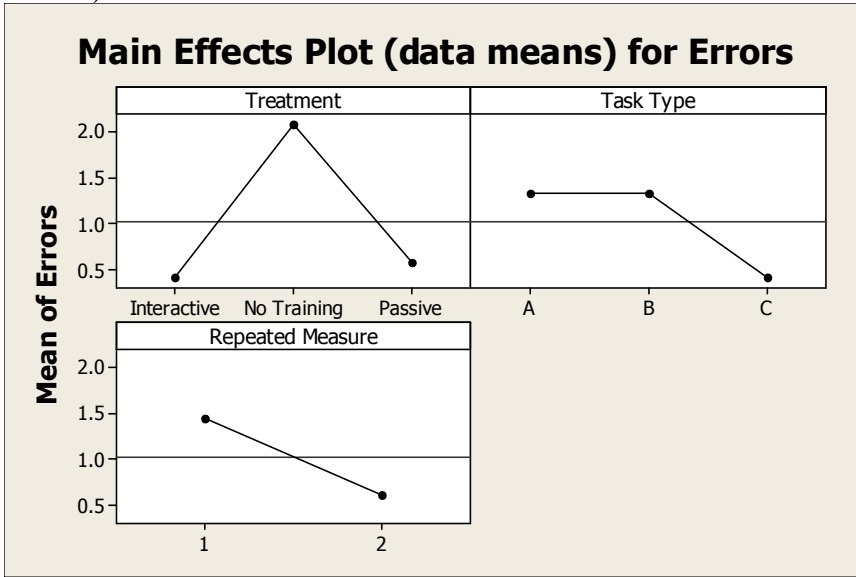 Main Effects Plot (data means) for Errors
Mean of Errors
Treatment
Task Type
2.0
1.5
1.0
0.5
Interactive No Training Passive
A B C
Repeated Measure
2.0
1.5
1.0
0.5
1 2